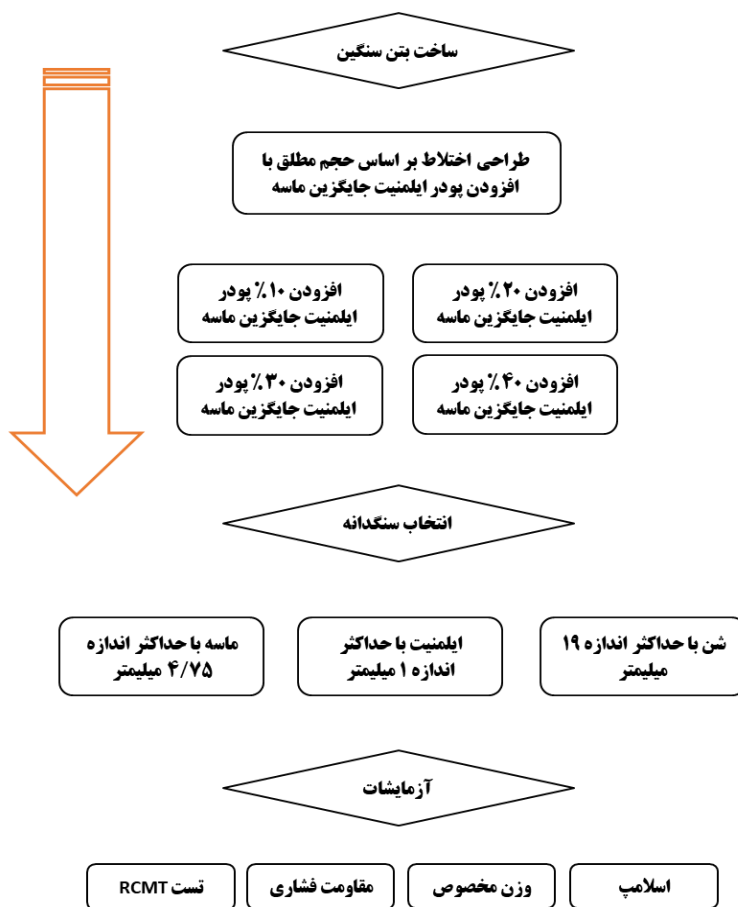 ساخت بتن سنگین
طراحی اختلاط بر اساس حجم مطلق با
افزودن پودر ایلمنیت جایگزین ماسه
افزودن ۲۰٪ پودر
ایلمنیت جایگزین ماسه
افزودن ۱۰٪ پودر
ایلمنیت جایگزین ماسه
افزودن ۴۰٪ پودر
ایلمنیت جایگزین ماسه
افزودن ۳۰٪ پودر
ایلمنیت جایگزین ماسه
انتخاب سنگدانه
شن با حداکثر اندازه ۱۹
میلیمتر
ایلمنیت با حداکثر
اندازه ۱ میلیمتر
ماسه با حداکثر اندازه
۴/۷۵ میلیمتر
آزمایشات
اسلامپ
وزن مخصوص
مقاومت فشاری
تست RCMT